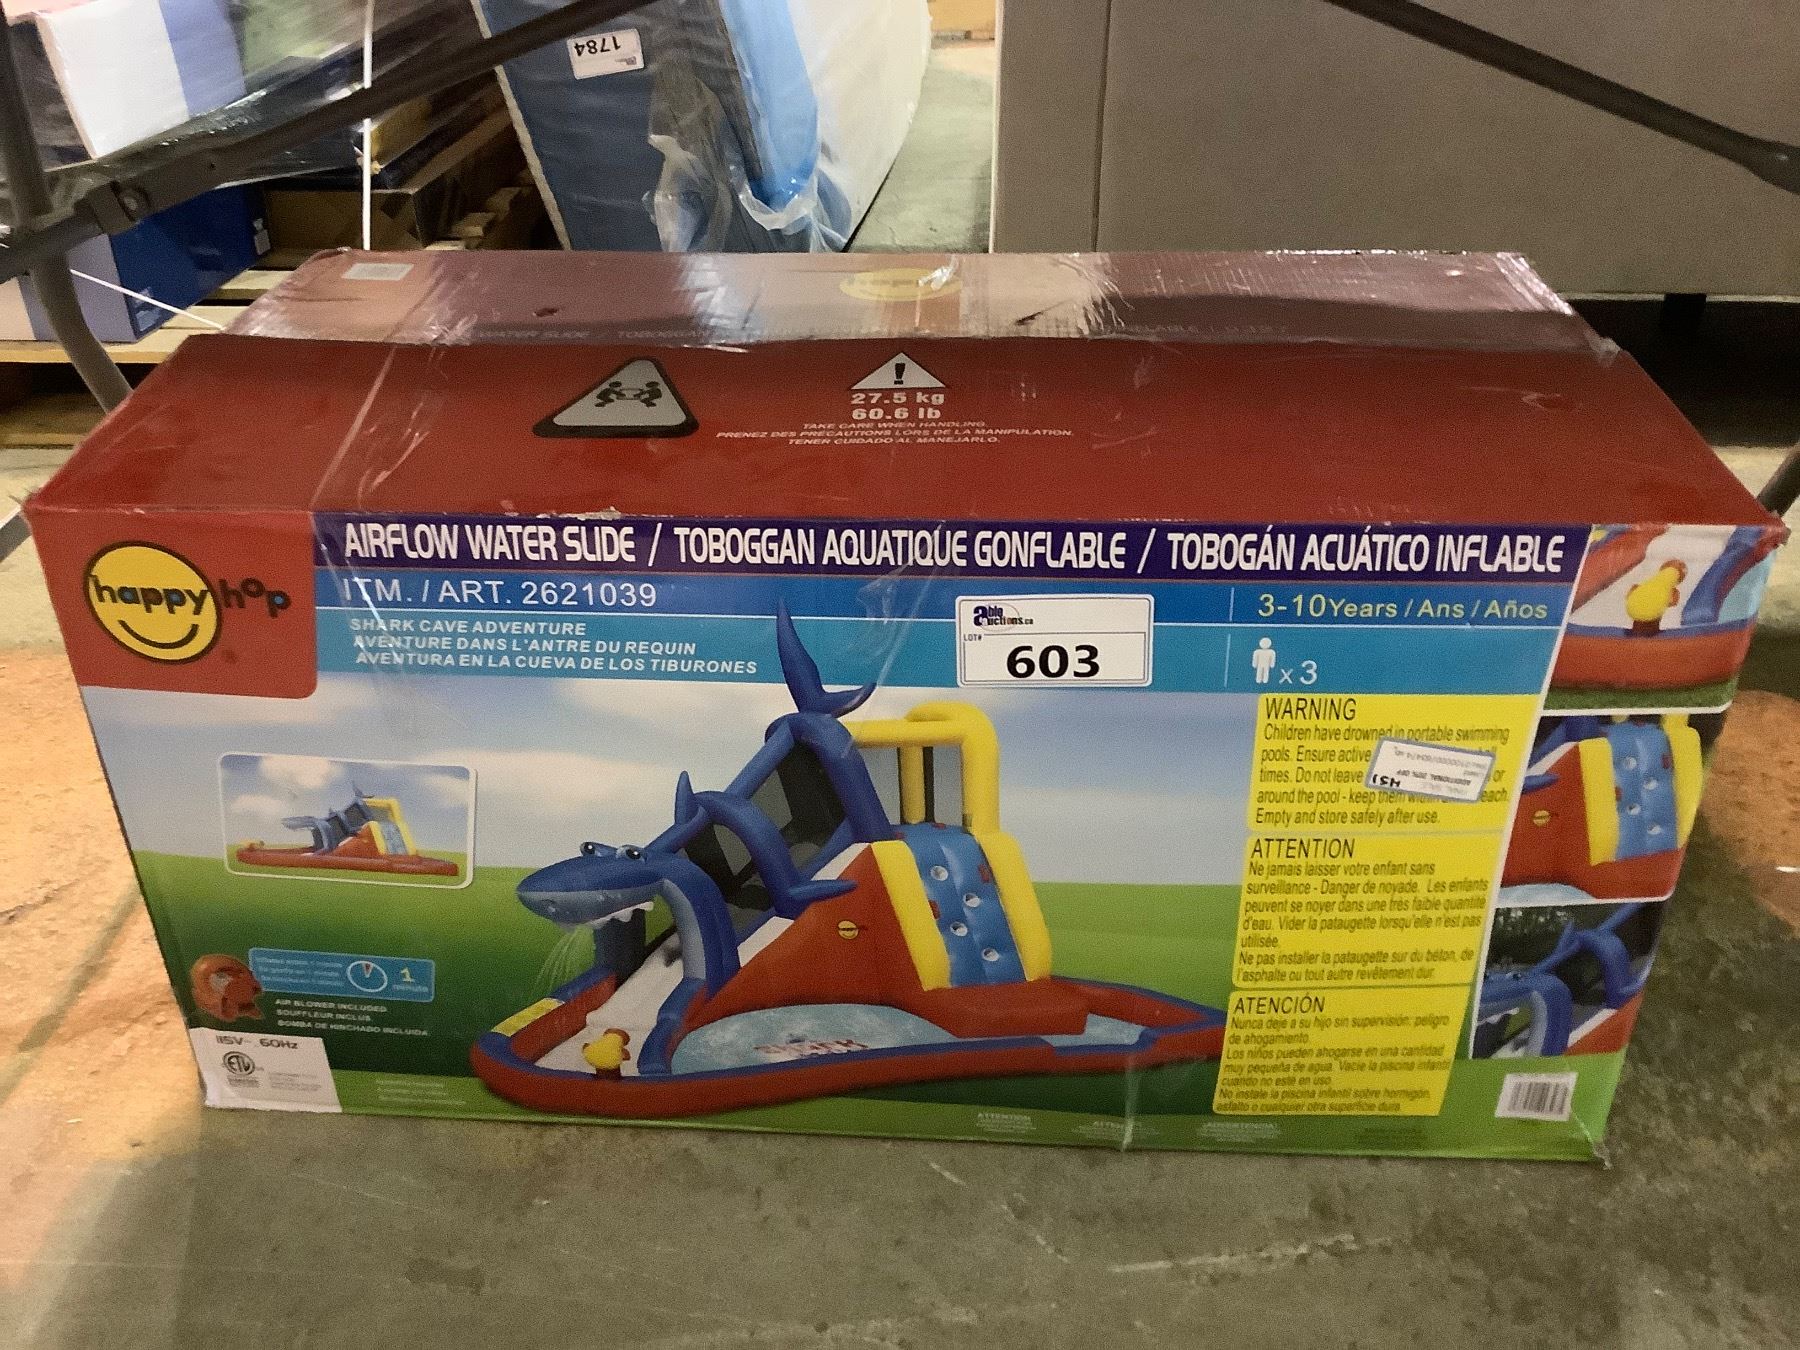 1784
27.5 kg
60.6 lb
TAKE CARE WHEN HANDLING.
PRENEZ DES PRÉCAUTIONS LORS DE LA MANIPULATION.
TENER CUIDADO AL MANEJARLO.
happy hop
AIRFLOW WATER SLIDE / TOBOGGAN AQUATIQUE GONFLABLE / TOBOGÁN ACUÁTICO INFLABLE
ITM. / ART. 2621039
3-10 Years / Ans / Años
SHARK CAVE ADVENTURE
AVENTURE DANS L'ANTRE DU REQUIN
AVENTURA EN LA CUEVA DE LOS TIBURONES
able auctions.ca
LOT#
603
x 3
WARNING
Children have drowned in portable swimming
pools. Ensure active
times. Do not leave or
around the pool - keep them each.
Empty and store safely after use.
ADDITIONAL 20% OFF
ATTENTION
Ne jamais laisser votre enfant sans
surveillance - Danger de noyade. Les enfants
peuvent se noyer dans une très faible quantité
d'eau. Vider la pataugette lorsqu'elle n'est pas
utilisée.
Ne pas installer la pataugette sur du béton, de
l'asphalte ou tout autre revêtement dur.
ATENCIÓN
Nunca deje a su hijo sin supervisión: peligro
de ahogamiento.
Los niños pueden ahogarse en una cantidad
muy pequeña de agua. Vacíe la piscina infantil
cuando no esté en uso.
No instale la piscina infantil sobre hormigón,
asfalto o cualquier otra superficie dura.
1
minute
AIR BLOWER INCLUDED
SOUFFLEUR INCLUS
BOMBA DE HINCHADO INCLUIDA
115V~ 60Hz
ETL